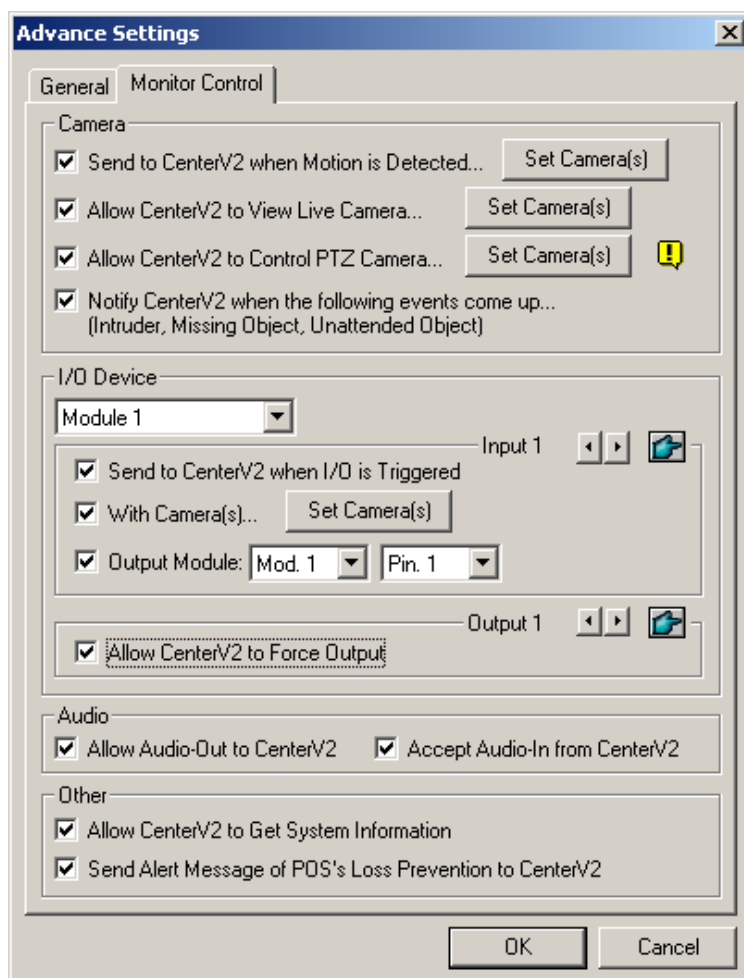 Advance Settings
General
Monitor Control
Camera
Send to CenterV2 when Motion is Detected...
Set Camera(s)
Allow CenterV2 to View Live Camera...
Set Camera(s)
Allow CenterV2 to Control PTZ Camera...
Set Camera(s)
Notify CenterV2 when the following events come up...
(Intruder, Missing Object, Unattended Object)
I/O Device
Module 1
Input 1
Send to CenterV2 when I/O is Triggered
With Camera(s)...
Set Camera(s)
Output Module:
Mod. 1
Pin. 1
Output 1
Allow CenterV2 to Force Output
Audio
Allow Audio-Out to CenterV2
Accept Audio-In from CenterV2
Other
Allow CenterV2 to Get System Information
Send Alert Message of POS's Loss Prevention to CenterV2
OK
Cancel